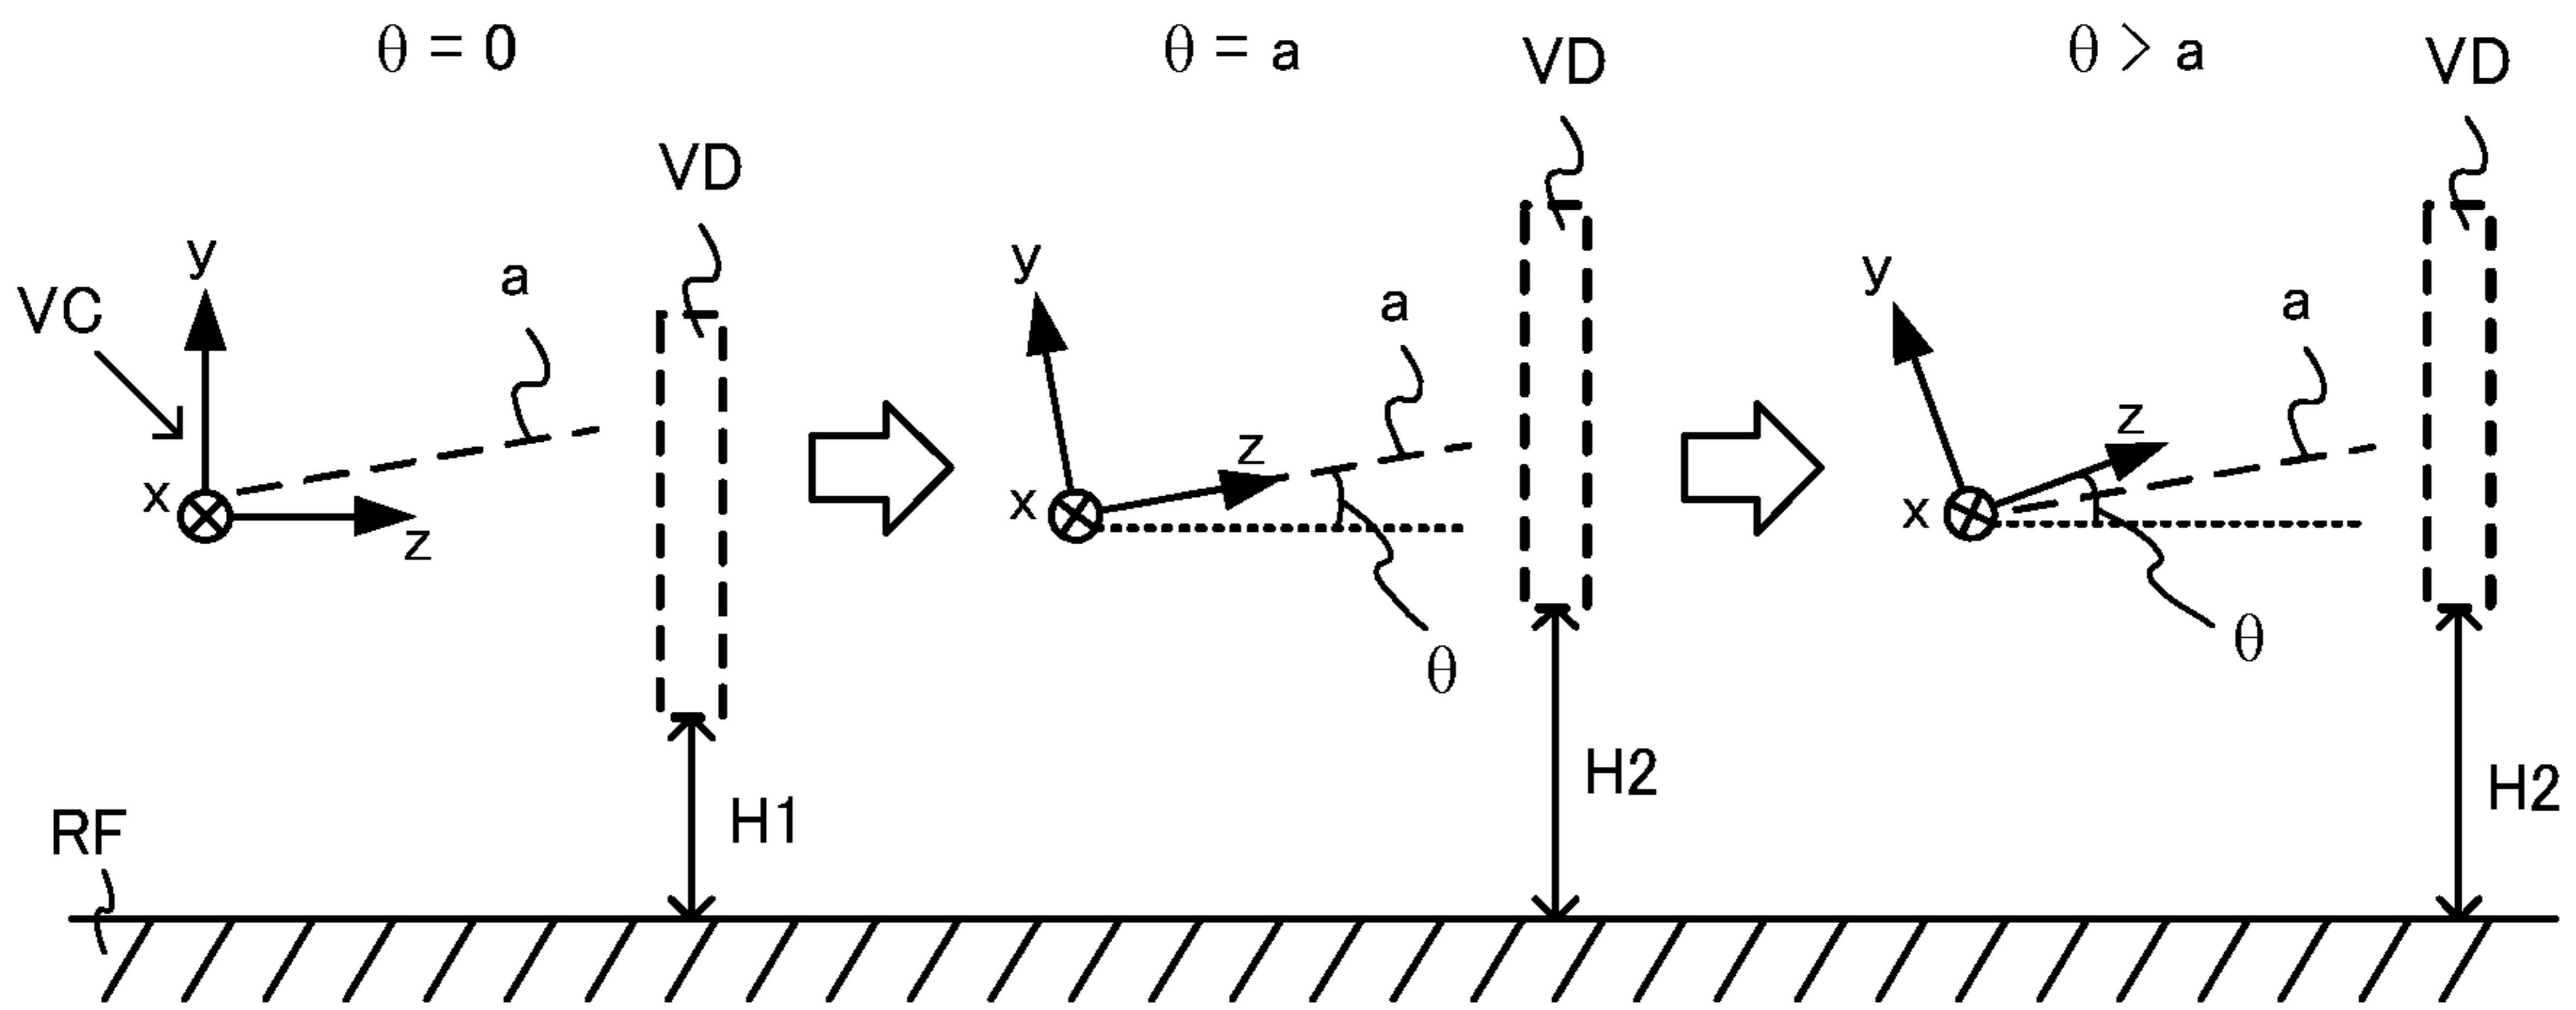 θ = 0
θ = a
θ > a
VD
VD
VD
VC
y
a
x
z
y
a
z
x
θ
y
a
z
x
θ
H1
H2
H2
RF